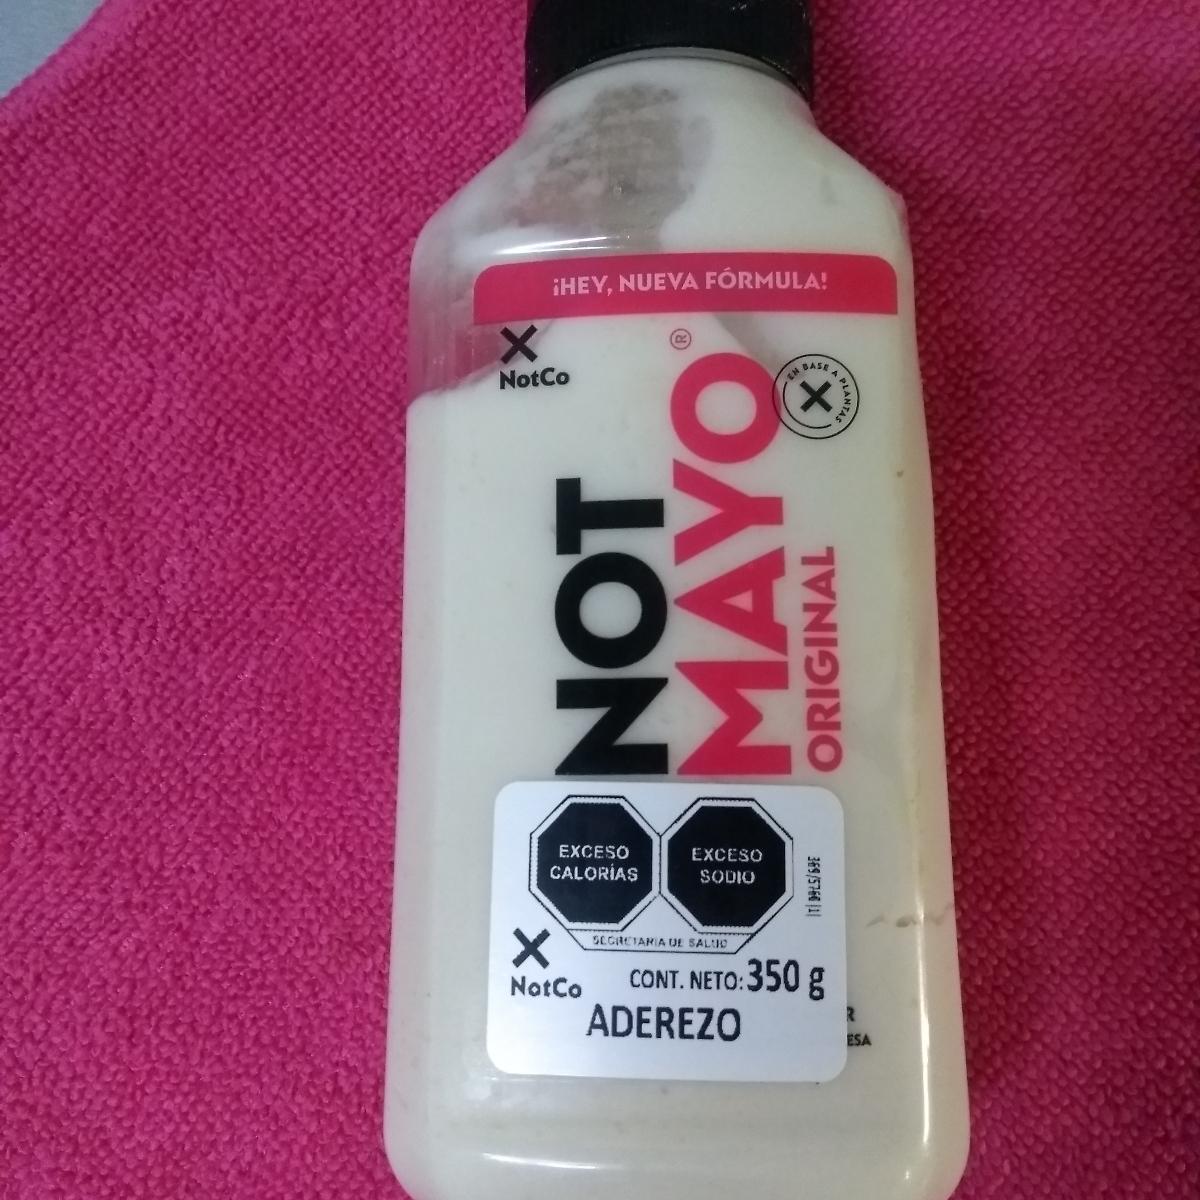 ¡HEY, NUEVA FÓRMULA!
NotCo
EN BASE A PLANTAS
NOT
MAYO®
ORIGINAL
EXCESO
CALORÍAS
EXCESO
SODIO
SECRETARÍA DE SALUD
NotCo
CONT. NETO: 350 g
ADEREZO